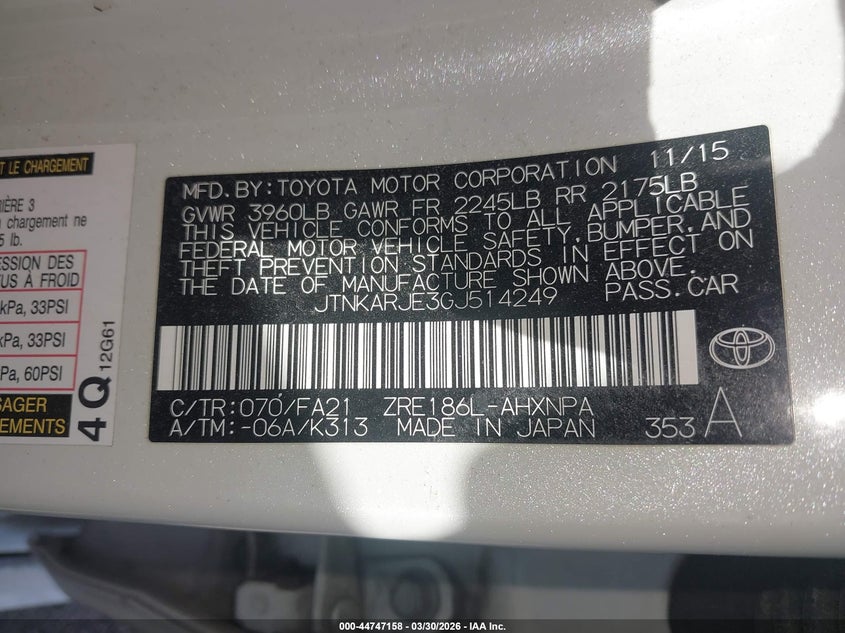 T LE CHARGEMENT
IÈRE 3
chargement ne
5 lb.
ESSION DES
US À FROID
kPa, 33PSI
kPa, 33PSI
Pa, 60PSI
SAGER
EMENTS
4Q 12G61
MFD. BY: TOYOTA MOTOR CORPORATION 11/15
GVWR 3960LB GAWR FR 2245LB RR 2175LB
THIS VEHICLE CONFORMS TO ALL APPLICABLE
FEDERAL MOTOR VEHICLE SAFETY, BUMPER, AND
THEFT PREVENTION STANDARDS IN EFFECT ON
THE DATE OF MANUFACTURE SHOWN ABOVE.
JTNKARJE3GJ514249 PASS. CAR
C/TR: 070/FA21 ZRE186L-AHXNPA
A/TM: -06A/K313 MADE IN JAPAN 353 A
000-44747158 - 03/30/2026 - IAA Inc.